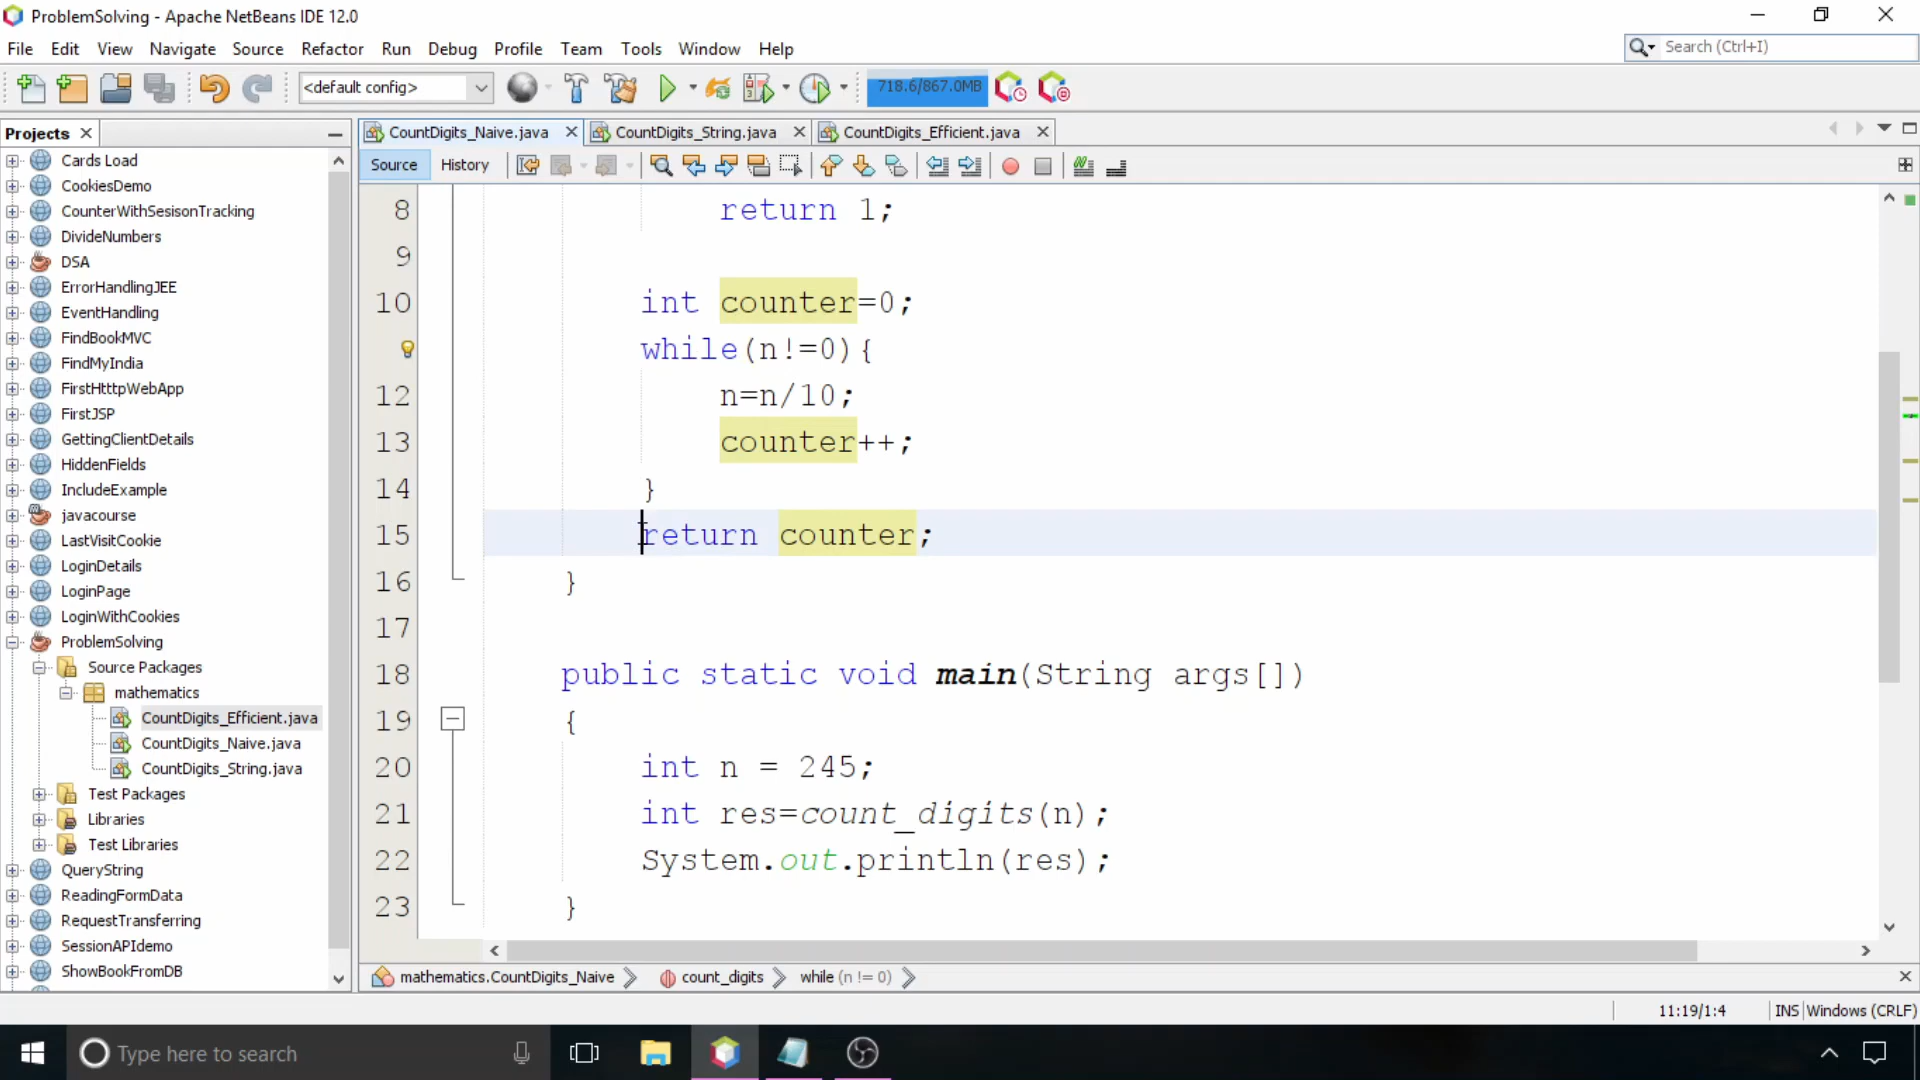 ProblemSolving - Apache NetBeans IDE 12.0
File Edit View Navigate Source Refactor Run Debug Profile Team Tools Window Help
Search (Ctrl+I)
<default config>
718.6/867.0MB
Projects
CountDigits_Naive.java CountDigits_String.java CountDigits_Efficient.java
Source History
Cards Load
CookiesDemo
CounterWithSesisonTracking
DivideNumbers
DSA
ErrorHandlingJEE
EventHandling
FindBookMVC
FindMyIndia
FirstHtttpWebApp
FirstJSP
GettingClientDetails
HiddenFields
IncludeExample
javacourse
LastVisitCookie
LoginDetails
LoginPage
LoginWithCookies
ProblemSolving
Source Packages
mathematics
CountDigits_Efficient.java
CountDigits_Naive.java
CountDigits_String.java
Test Packages
Libraries
Test Libraries
QueryString
ReadingFormData
RequestTransferring
SessionAPIdemo
ShowBookFromDB
8 return 1;
9
10 int counter=0;
while(n!=0){
12 n=n/10;
13 counter++;
14 }
15 return counter;
16 }
17
18 public static void main(String args[])
19 {
20 int n = 245;
21 int res=count_digits(n);
22 System.out.println(res);
23 }
mathematics.CountDigits_Naive count_digits while (n != 0)
11:19/1:4 INS Windows (CRLF)
Type here to search